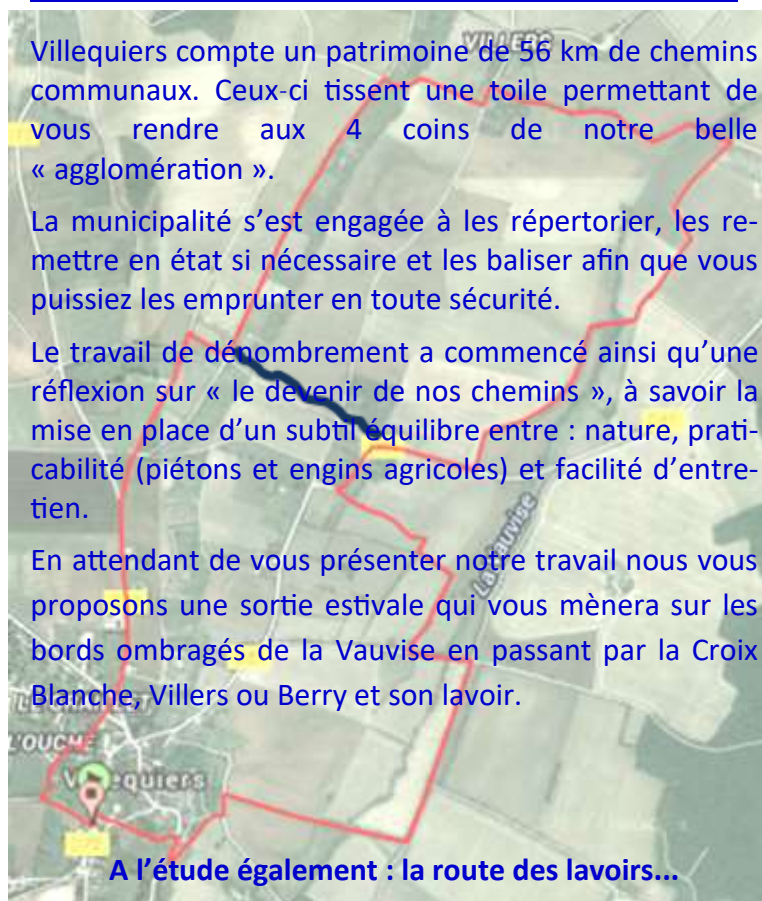 VILLERS
Villequiers compte un patrimoine de 56 km de chemins
communaux. Ceux-ci tissent une toile permettant de
vous rendre aux 4 coins de notre belle
« agglomération ».
La municipalité s’est engagée à les répertorier, les re-
mettre en état si nécessaire et les baliser afin que vous
puissiez les emprunter en toute sécurité.
Le travail de dénombrement a commencé ainsi qu’une
réflexion sur « le devenir de nos chemins », à savoir la
mise en place d’un subtil équilibre entre : nature, prati-
cabilité (piétons et engins agricoles) et facilité d’entre-
tien.
La Vauvise
En attendant de vous présenter notre travail nous vous
proposons une sortie estivale qui vous mènera sur les
bords ombragés de la Vauvise en passant par la Croix
Blanche, Villers ou Berry et son lavoir.
L'OUCHE
Villequiers
A l’étude également : la route des lavoirs...